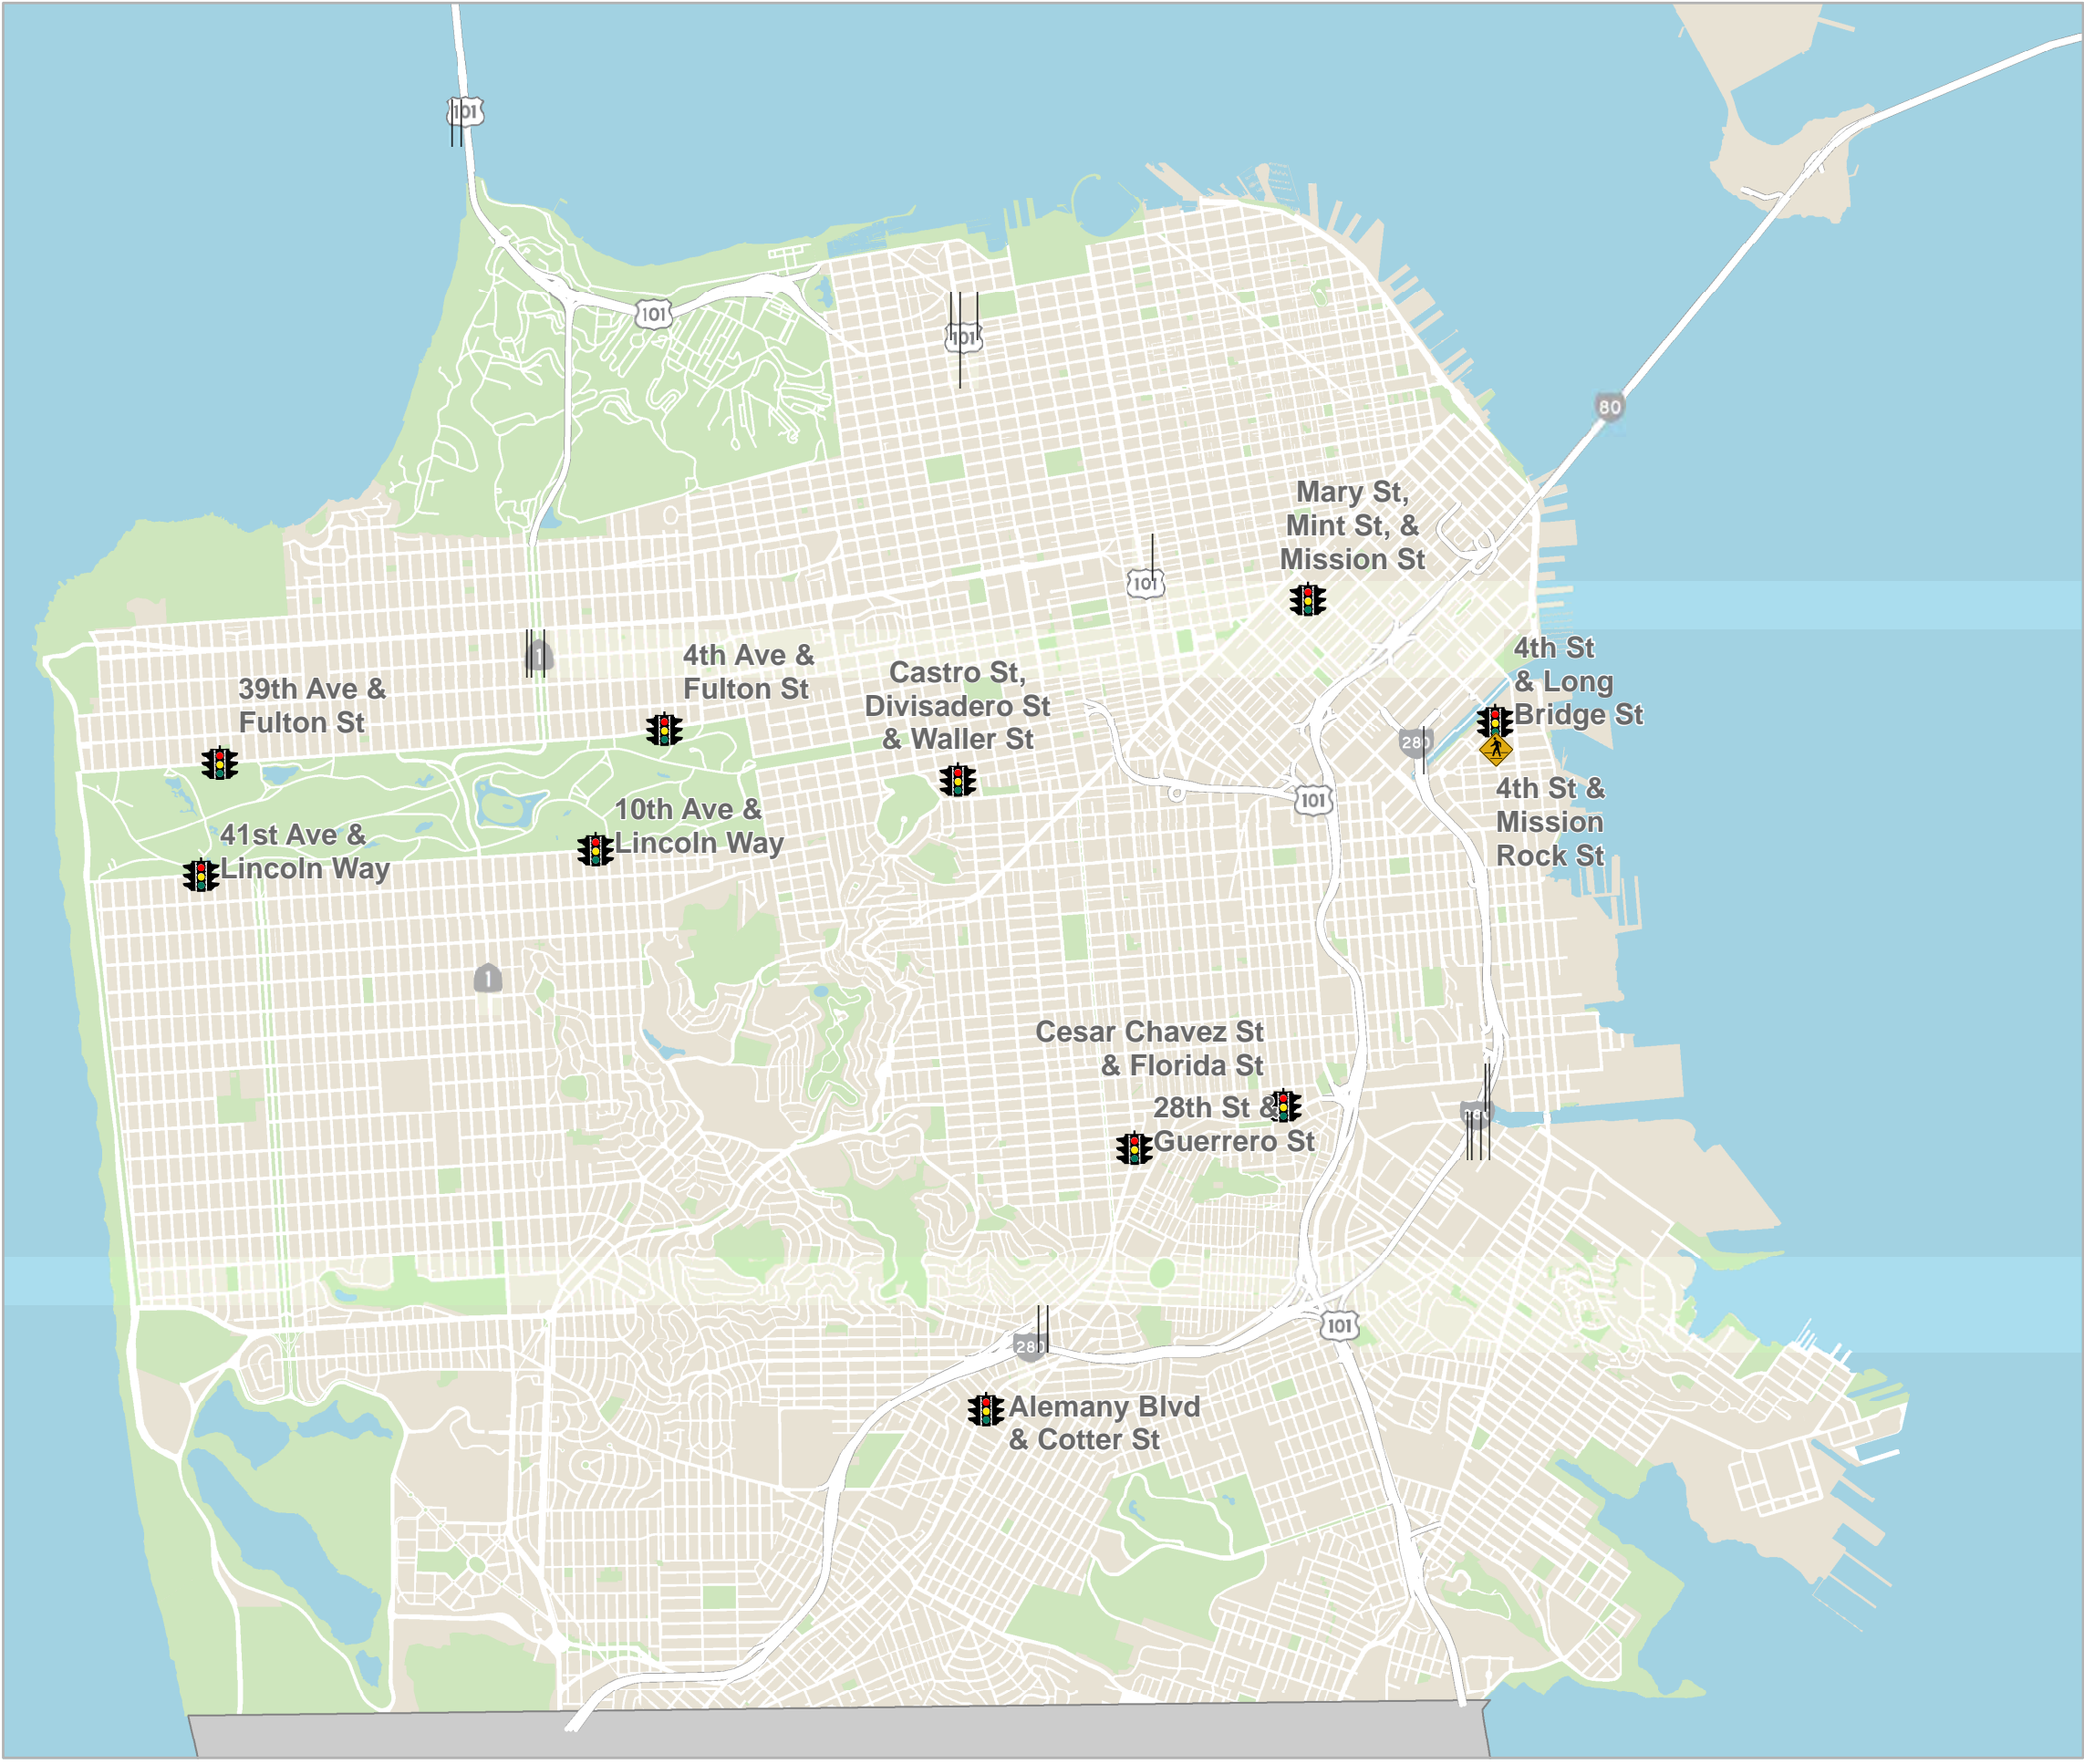 101
101
101
80
Mary St,
Mint St, &
Mission St
101
4th St
& Long
Bridge St
1
4th Ave &
Fulton St
Castro St,
Divisadero St
& Waller St
39th Ave &
Fulton St
280
4th St &
Mission
Rock St
101
10th Ave &
Lincoln Way
41st Ave &
Lincoln Way
1
Cesar Chavez St
& Florida St
28th St &
Guerrero St
101
280
Alemany Blvd
& Cotter St